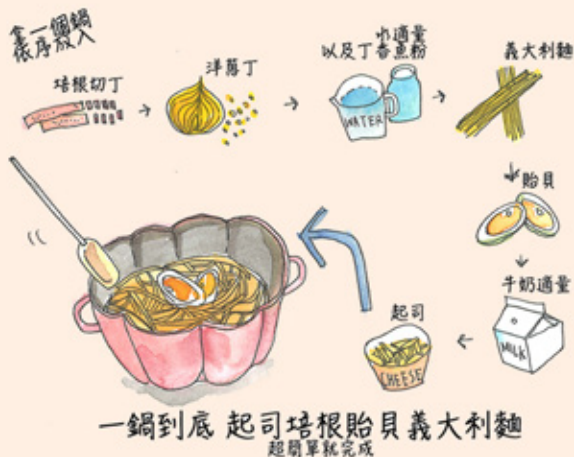 拿一個鍋
依序放入
培根切丁
洋蔥丁
水適量
以及丁香魚粉
WATER
義大利麵
貽貝
牛奶適量
MILK
起司
CHEESE
一鍋到底 起司培根貽貝義大利麵
超簡單就完成